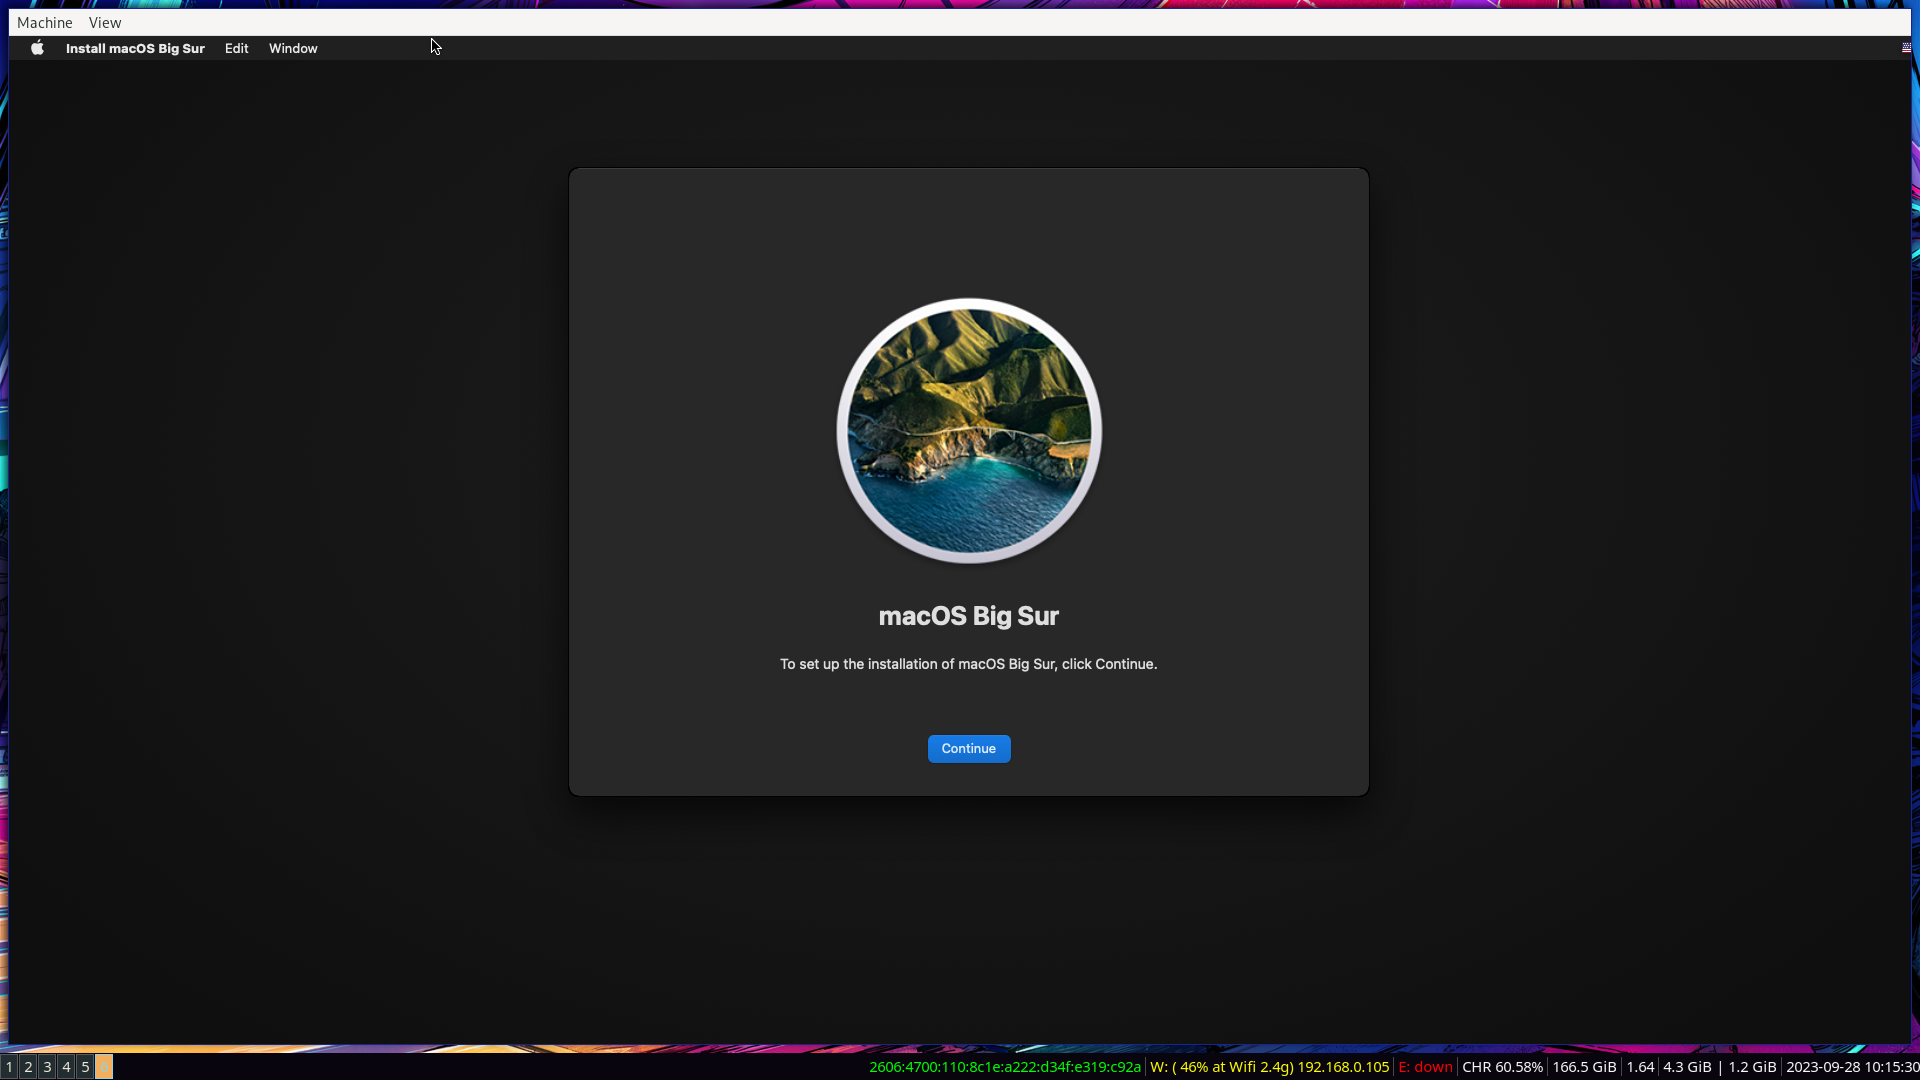 Machine View
Install macOS Big Sur Edit Window
macOS Big Sur
To set up the installation of macOS Big Sur, click Continue.
Continue
1 2 3 4 5
2606:4700:110:8c1e:a222:d34f:e319:c92a W: ( 46% at Wifi 2.4g) 192.168.0.105 E: down CHR 60.58% 166.5 GiB 1.64 4.3 GiB | 1.2 GiB 2023-09-28 10:15:30